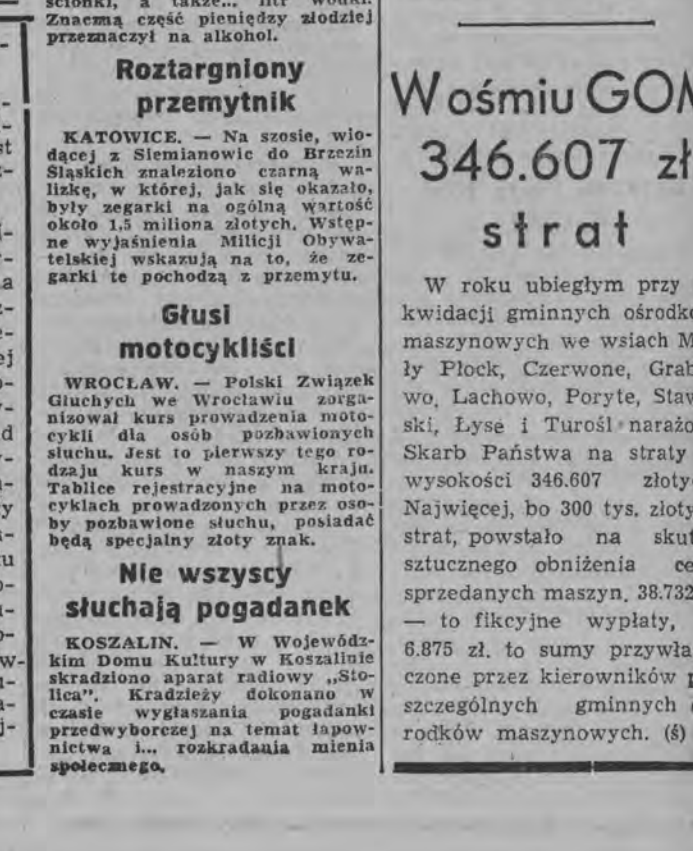 ścionki, a także... litr wódki.
Znaczną część pieniędzy złodziej
przeznaczył na alkohol.
Roztargniony
przemytnik
KATOWICE. — Na szosie, wio-
dącej z Siemianowic do Brzezin
Śląskich znaleziono czarną wa-
lizkę, w której, jak się okazało,
były zegarki na ogólną wartość
około 1,5 miliona złotych. Wstęp-
ne wyjaśnienia Milicji Obywa-
telskiej wskazują na to, że ze-
garki te pochodzą z przemytu.
Głusi
motocykliści
WROCŁAW. — Polski Związek
Głuchych we Wrocławiu zorga-
nizował kurs prowadzenia moto-
cykli dla osób pozbawionych
słuchu. Jest to pierwszy tego ro-
dzaju kurs w naszym kraju.
Tablice rejestracyjne na moto-
cyklach prowadzonych przez oso-
by pozbawione słuchu, posiadać
będą specjalny złoty znak.
Nie wszyscy
słuchają pogadanek
KOSZALIN. — W Wojewódz-
kim Domu Kultury w Koszalinie
skradziono aparat radiowy „Sto-
lica”. Kradzieży dokonano w
czasie wygłaszania pogadanki
przedwyborczej na temat łapow-
nictwa i... rozkradania mienia
społecznego.
W ośmiu GOM
346.607 zł
strat
W roku ubiegłym przy
kwidacji gminnych ośrodkó
maszynowych we wsiach M
ły Płock, Czerwone, Grab
wo, Lachowo, Poryte, Staw
ski, Łyse i Turośl narażo
Skarb Państwa na straty
wysokości 346.607 złoty
Najwięcej, bo 300 tys. złoty
strat, powstało na skut
sztucznego obniżenia ce
sprzedanych maszyn. 38.732
— to fikcyjne wypłaty,
6.875 zł. to sumy przywła
czone przez kierowników p
szczególnych gminnych
rodków maszynowych. (ś)